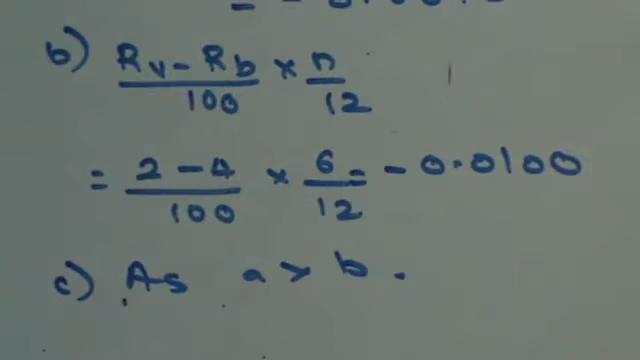 b) Rv - Rb / 100 × n / 12
= 2 - 4 / 100 × 6 / 12 = - 0.0100
c) As a > b.